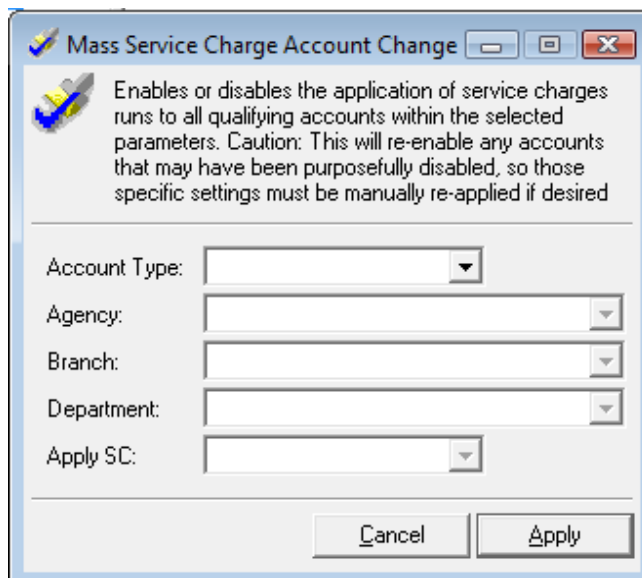 Mass Service Charge Account Change
Enables or disables the application of service charges
runs to all qualifying accounts within the selected
parameters. Caution: This will re-enable any accounts
that may have been purposefully disabled, so those
specific settings must be manually re-applied if desired
Account Type:
Agency:
Branch:
Department:
Apply SC:
Cancel
Apply